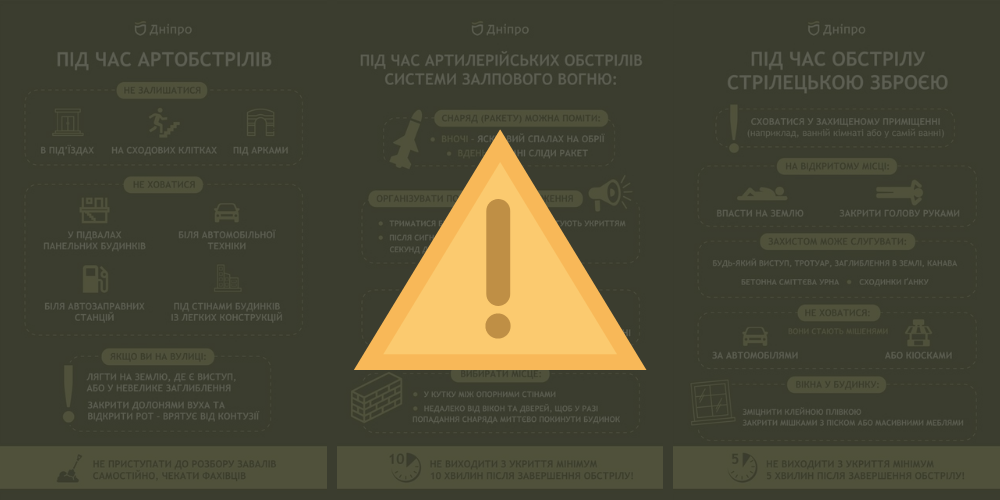 Дніпро
ПІД ЧАС АРТОБСТРІЛІВ
НЕ ЗАЛИШАТИСЯ
В ПІД'ЇЗДАХ
НА СХОДОВИХ КЛІТКАХ
ПІД АРКАМИ
НЕ ХОВАТИСЯ
У ПІДВАЛАХ
ПАНЕЛЬНИХ БУДИНКІВ
БІЛЯ АВТОМОБІЛЬНОЇ
ТЕХНІКИ
БІЛЯ АВТОЗАПРАВНИХ
СТАНЦІЙ
ПІД СТІНАМИ БУДИНКІВ
ІЗ ЛЕГКИХ КОНСТРУКЦІЙ
ЯКЩО ВИ НА ВУЛИЦІ:
ЛЯГТИ НА ЗЕМЛЮ, ДЕ Є ВИСТУП,
АБО У НЕВЕЛИКЕ ЗАГЛИБЛЕННЯ
ЗАКРИТИ ДОЛОНЯМИ ВУХА ТА
ВІДКРИТИ РОТ - ВРЯТУЄ ВІД КОНТУЗІЇ
НЕ ПРИСТУПАТИ ДО РОЗБОРУ ЗАВАЛІВ
САМОСТІЙНО, ЧЕКАТИ ФАХІВЦІВ
Дніпро
ПІД ЧАС АРТИЛЕРІЙСЬКИХ ОБСТРІЛІВ
СИСТЕМИ ЗАЛПОВОГО ВОГНЮ:
СНАРЯД (РАКЕТУ) МОЖНА ПОМІТИ:
ВНОЧІ - ЯСКРАВИЙ СПАЛАХ НА ОБРІЇ
СЛІДИ РАКЕТ
ОРГАНІЗУВАТИ
ТРИМАТИСЯ
УКРИТТЯМ
ПІСЛЯ
СЕКУНД
ВИБИРАТИ МІСЦЕ:
У КУТКУ МІЖ ОПОРНИМИ СТІНАМИ
НЕДАЛЕКО ВІД ВІКОН ТА ДВЕРЕЙ, ЩОБ У РАЗІ
ПОПАДАННЯ СНАРЯДА МИТТЄВО ПОКИНУТИ БУДИНОК
10
НЕ ВИХОДИТИ З УКРИТТЯ МІНІМУМ
10 ХВИЛИН ПІСЛЯ ЗАВЕРШЕННЯ ОБСТРІЛУ!
Дніпро
ПІД ЧАС ОБСТРІЛУ
СТРІЛЕЦЬКОЮ ЗБРОЄЮ
СХОВАТИСЯ У ЗАХИЩЕНОМУ ПРИМІЩЕННІ
(наприклад, ванній кімнаті або у самій ванні)
НА ВІДКРИТОМУ МІСЦІ:
ВПАСТИ НА ЗЕМЛЮ
ЗАКРИТИ ГОЛОВУ РУКАМИ
ЗАХИСТОМ МОЖЕ СЛУГУВАТИ:
БУДЬ-ЯКИЙ ВИСТУП, ТРОТУАР, ЗАГЛИБЛЕННЯ В ЗЕМЛІ, КАНАВА
БЕТОННА СМІТТЄВА УРНА
СХОДИНКИ ҐАНКУ
НЕ ХОВАТИСЯ:
ВОНИ СТАЮТЬ МІШЕНЯМИ
ЗА АВТОМОБІЛЯМИ
АБО КІОСКАМИ
ВІКНА У БУДИНКУ:
ЗМІЦНИТИ КЛЕЙНОЮ ПЛІВКОЮ
ЗАКРИТИ МІШКАМИ З ПІСКОМ АБО МАСИВНИМИ МЕБЛЯМИ
5
НЕ ВИХОДИТИ З УКРИТТЯ МІНІМУМ
5 ХВИЛИН ПІСЛЯ ЗАВЕРШЕННЯ ОБСТРІЛУ!